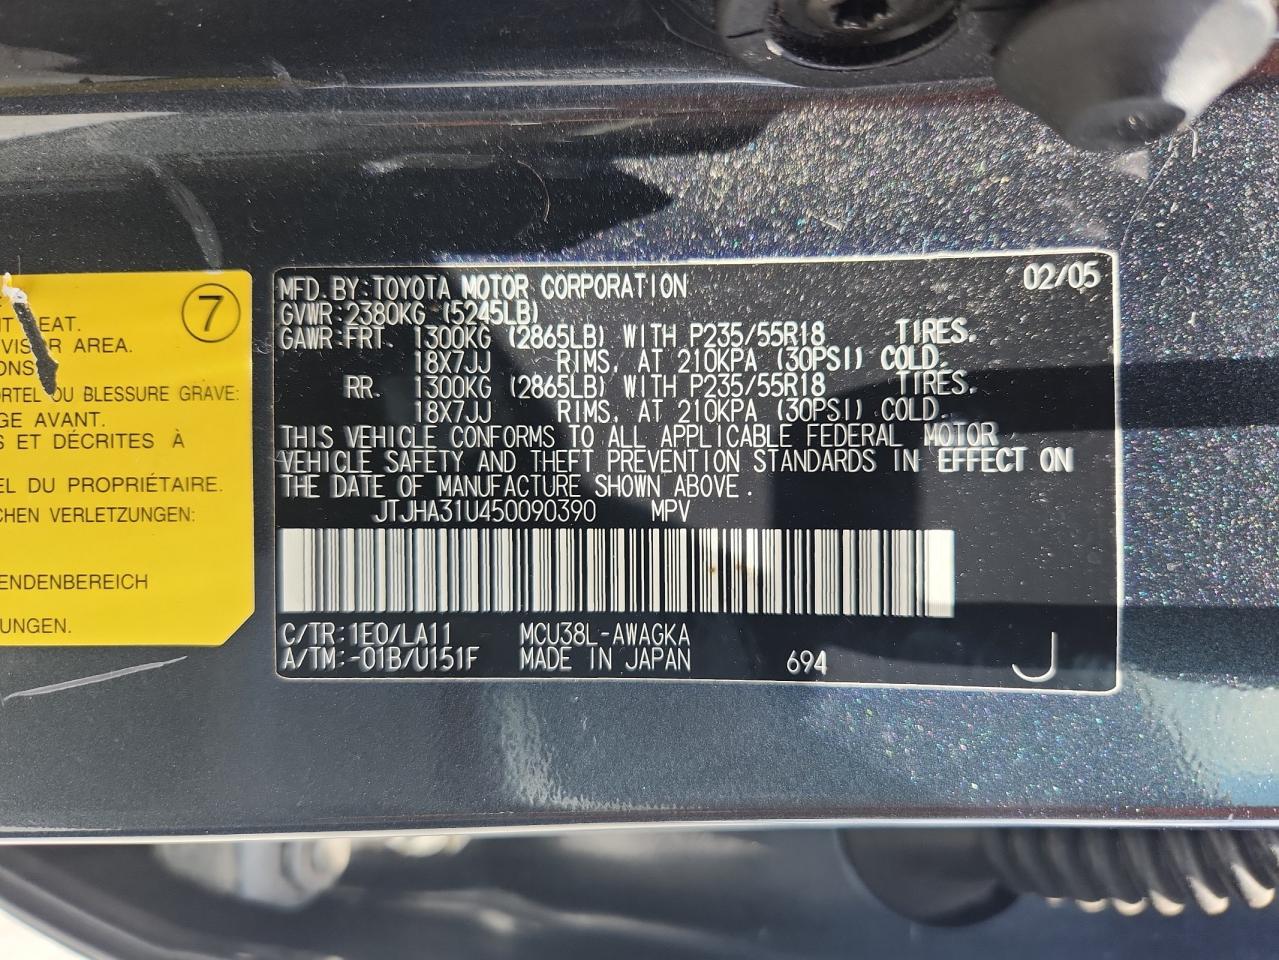 7
T SEAT.
VISOR AREA.
ONS
ORTEL OU BLESSURE GRAVE:
GE AVANT.
S ET DÉCRITES À
EL DU PROPRIÉTAIRE.
CHEN VERLETZUNGEN:
ENDENBEREICH
UNGEN.
MFD. BY: TOYOTA MOTOR CORPORATION 02/05
GVWR: 2380KG (5245LB)
GAWR: FRT. 1300KG (2865LB) WITH P235/55R18 TIRES.
18X7JJ RIMS, AT 210KPA (30PSI) COLD.
RR. 1300KG (2865LB) WITH P235/55R18 TIRES.
18X7JJ RIMS, AT 210KPA (30PSI) COLD.
THIS VEHICLE CONFORMS TO ALL APPLICABLE FEDERAL MOTOR
VEHICLE SAFETY AND THEFT PREVENTION STANDARDS IN EFFECT ON
THE DATE OF MANUFACTURE SHOWN ABOVE.
JTJHA31U450090390 MPV
C/TR: 1E0/LA11 MCU38L-AWAGKA
A/TM: -01B/U151F MADE IN JAPAN 694 J